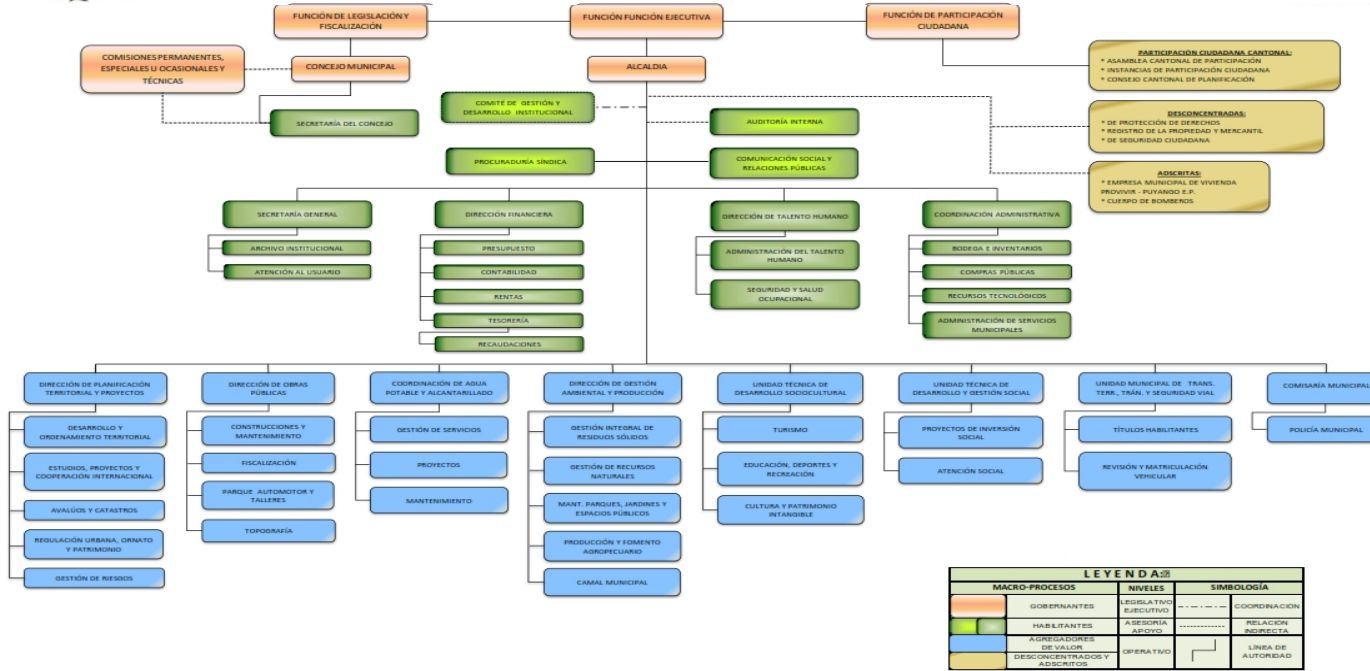 FUNCIÓN DE LEGISLACIÓN Y
FISCALIZACIÓN
FUNCIÓN FUNCIÓN EJECUTIVA
FUNCIÓN DE PARTICIPACIÓN
CIUDADANA
COMISIONES PERMANENTES,
ESPECIALES U OCASIONALES Y
TÉCNICAS
CONCEJO MUNICIPAL
ALCALDIA
PARTICIPACIÓN CIUDADANA CANTONAL:
* ASAMBLEA CANTONAL DE PARTICIPACIÓN
* INSTANCIAS DE PARTICIPACIÓN CIUDADANA
* CONSEJO CANTONAL DE PLANIFICACIÓN
COMITÉ DE GESTIÓN Y
DESARROLLO INSTITUCIONAL
SECRETARÍA DEL CONCEJO
AUDITORÍA INTERNA
DESCONCENTRADAS:
* DE PROTECCIÓN DE DERECHOS
* REGISTRO DE LA PROPIEDAD Y MERCANTIL
* DE SEGURIDAD CIUDADANA
PROCURADURÍA SÍNDICA
COMUNICACIÓN SOCIAL Y
RELACIONES PÚBLICAS
ADSCRITAS:
* EMPRESA MUNICIPAL DE VIVIENDA
PROVIVIR - PUYANGO E.P.
* CUERPO DE BOMBEROS
SECRETARÍA GENERAL
ARCHIVO INSTITUCIONAL
ATENCIÓN AL USUARIO
DIRECCIÓN FINANCIERA
PRESUPUESTO
CONTABILIDAD
RENTAS
TESORERÍA
RECAUDACIONES
DIRECCIÓN DE TALENTO HUMANO
ADMINISTRACIÓN DEL TALENTO
HUMANO
SEGURIDAD Y SALUD
OCUPACIONAL
COORDINACIÓN ADMINISTRATIVA
BODEGA E INVENTARIOS
COMPRAS PÚBLICAS
RECURSOS TECNOLÓGICOS
ADMINISTRACIÓN DE SERVICIOS
MUNICIPALES
DIRECCIÓN DE PLANIFICACIÓN
TERRITORIAL Y PROYECTOS
DESARROLLO Y
ORDENAMIENTO TERRITORIAL
ESTUDIOS, PROYECTOS Y
COOPERACIÓN INTERNACIONAL
AVALÚOS Y CATASTROS
REGULACIÓN URBANA, ORNATO
Y PATRIMONIO
GESTIÓN DE RIESGOS
DIRECCIÓN DE OBRAS
PÚBLICAS
CONSTRUCCIONES Y
MANTENIMIENTO
FISCALIZACIÓN
PARQUE AUTOMOTOR Y
TALLERES
TOPOGRAFÍA
COORDINACIÓN DE AGUA
POTABLE Y ALCANTARILLADO
GESTIÓN DE SERVICIOS
PROYECTOS
MANTENIMIENTO
DIRECCIÓN DE GESTIÓN
AMBIENTAL Y PRODUCCIÓN
GESTIÓN INTEGRAL DE
RESIDUOS SÓLIDOS
GESTIÓN DE RECURSOS
NATURALES
MANT. PARQUES, JARDINES Y
ESPACIOS PÚBLICOS
PRODUCCIÓN Y FOMENTO
AGROPECUARIO
CAMAL MUNICIPAL
UNIDAD TÉCNICA DE
DESARROLLO SOCIOCULTURAL
TURISMO
EDUCACIÓN, DEPORTES Y
RECREACIÓN
CULTURA Y PATRIMONIO
INTANGIBLE
UNIDAD TÉCNICA DE
DESARROLLO Y GESTIÓN SOCIAL
PROYECTOS DE INVERSIÓN
SOCIAL
ATENCIÓN SOCIAL
UNIDAD MUNICIPAL DE TRANS.
TERR., TRÁN. Y SEGURIDAD VIAL
TÍTULOS HABILITANTES
REVISIÓN Y MATRICULACIÓN
VEHICULAR
COMISARÍA MUNICIPAL
POLICÍA MUNICIPAL
LEYENDA:
MACRO-PROCESOS NIVELES SIMBOLOGÍA
GOBERNANTES LEGISLATIVO EJECUTIVO COORDINACIÓN
HABILITANTES ASESORÍA APOYO RELACIÓN INDIRECTA
AGREGADORES DE VALOR OPERATIVO LÍNEA DE AUTORIDAD
DESCONCENTRADOS Y ADSCRITOS